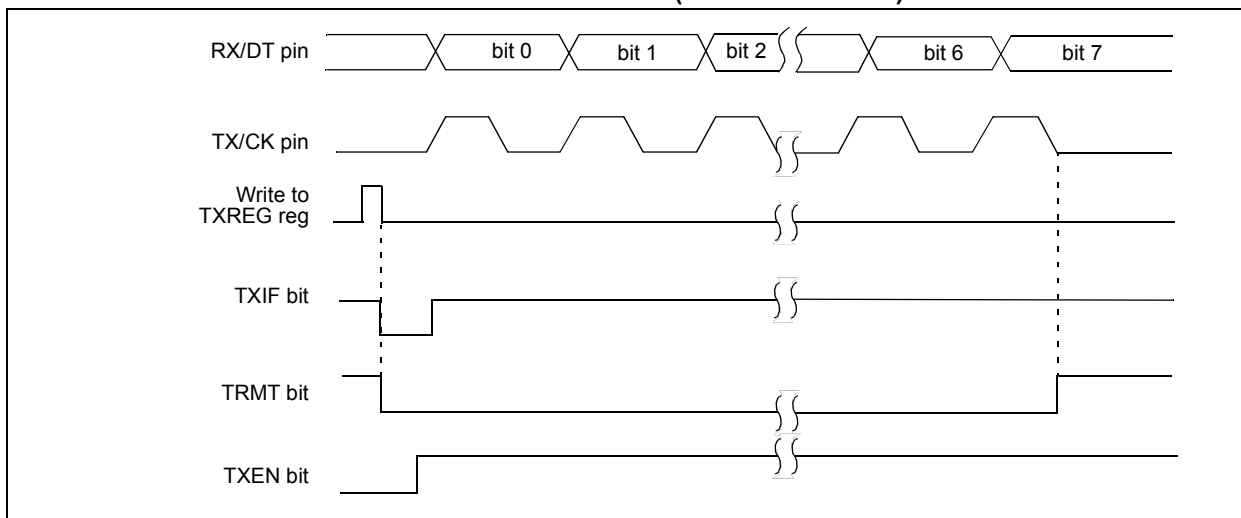 RX/DT pin
bit 0
bit 1
bit 2
bit 6
bit 7
TX/CK pin
Write to
TXREG reg
TXIF bit
TRMT bit
TXEN bit